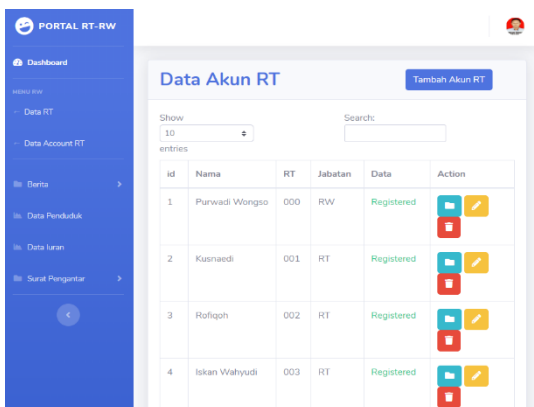 PORTAL RT-RW
Dashboard
MENU RW
Data RT
Data Account RT
Berita
Data Penduduk
Data Iuran
Surat Pengantar
Data Akun RT
Tambah Akun RT
Show
10
entries
Search:
id Nama RT Jabatan Data Action
1 Purwadi Wongso 000 RW Registered
2 Kusnaedi 001 RT Registered
3 Rofiqoh 002 RT Registered
4 Iskan Wahyudi 003 RT Registered